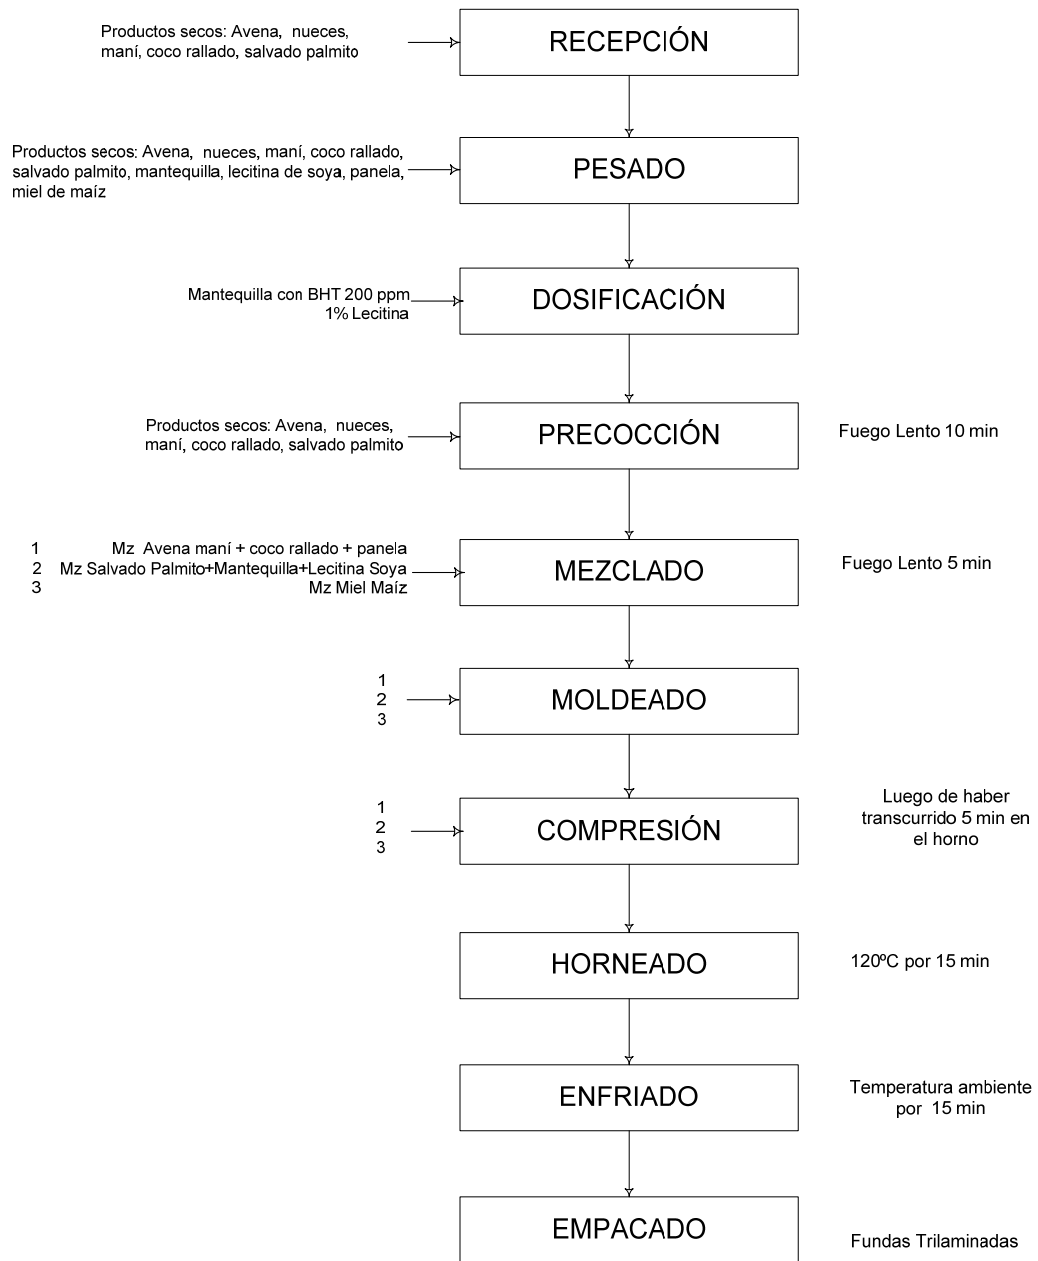 Productos secos: Avena, nueces,
maní, coco rallado, salvado palmito
RECEPCIÓN
Productos secos: Avena, nueces, maní, coco rallado,
salvado palmito, mantequilla, lecitina de soya, panela,
miel de maíz
PESADO
Mantequilla con BHT 200 ppm
1% Lecitina
DOSIFICACIÓN
Productos secos: Avena, nueces,
maní, coco rallado, salvado palmito
PRECOCCIÓN
Fuego Lento 10 min
1 Mz Avena maní + coco rallado + panela
2 Mz Salvado Palmito+Mantequilla+Lecitina Soya
3 Mz Miel Maíz
MEZCLADO
Fuego Lento 5 min
1
2
3
MOLDEADO
1
2
3
COMPRESIÓN
Luego de haber
transcurrido 5 min en
el horno
HORNEADO
120ºC por 15 min
ENFRIADO
Temperatura ambiente
por 15 min
EMPACADO
Fundas Trilaminadas